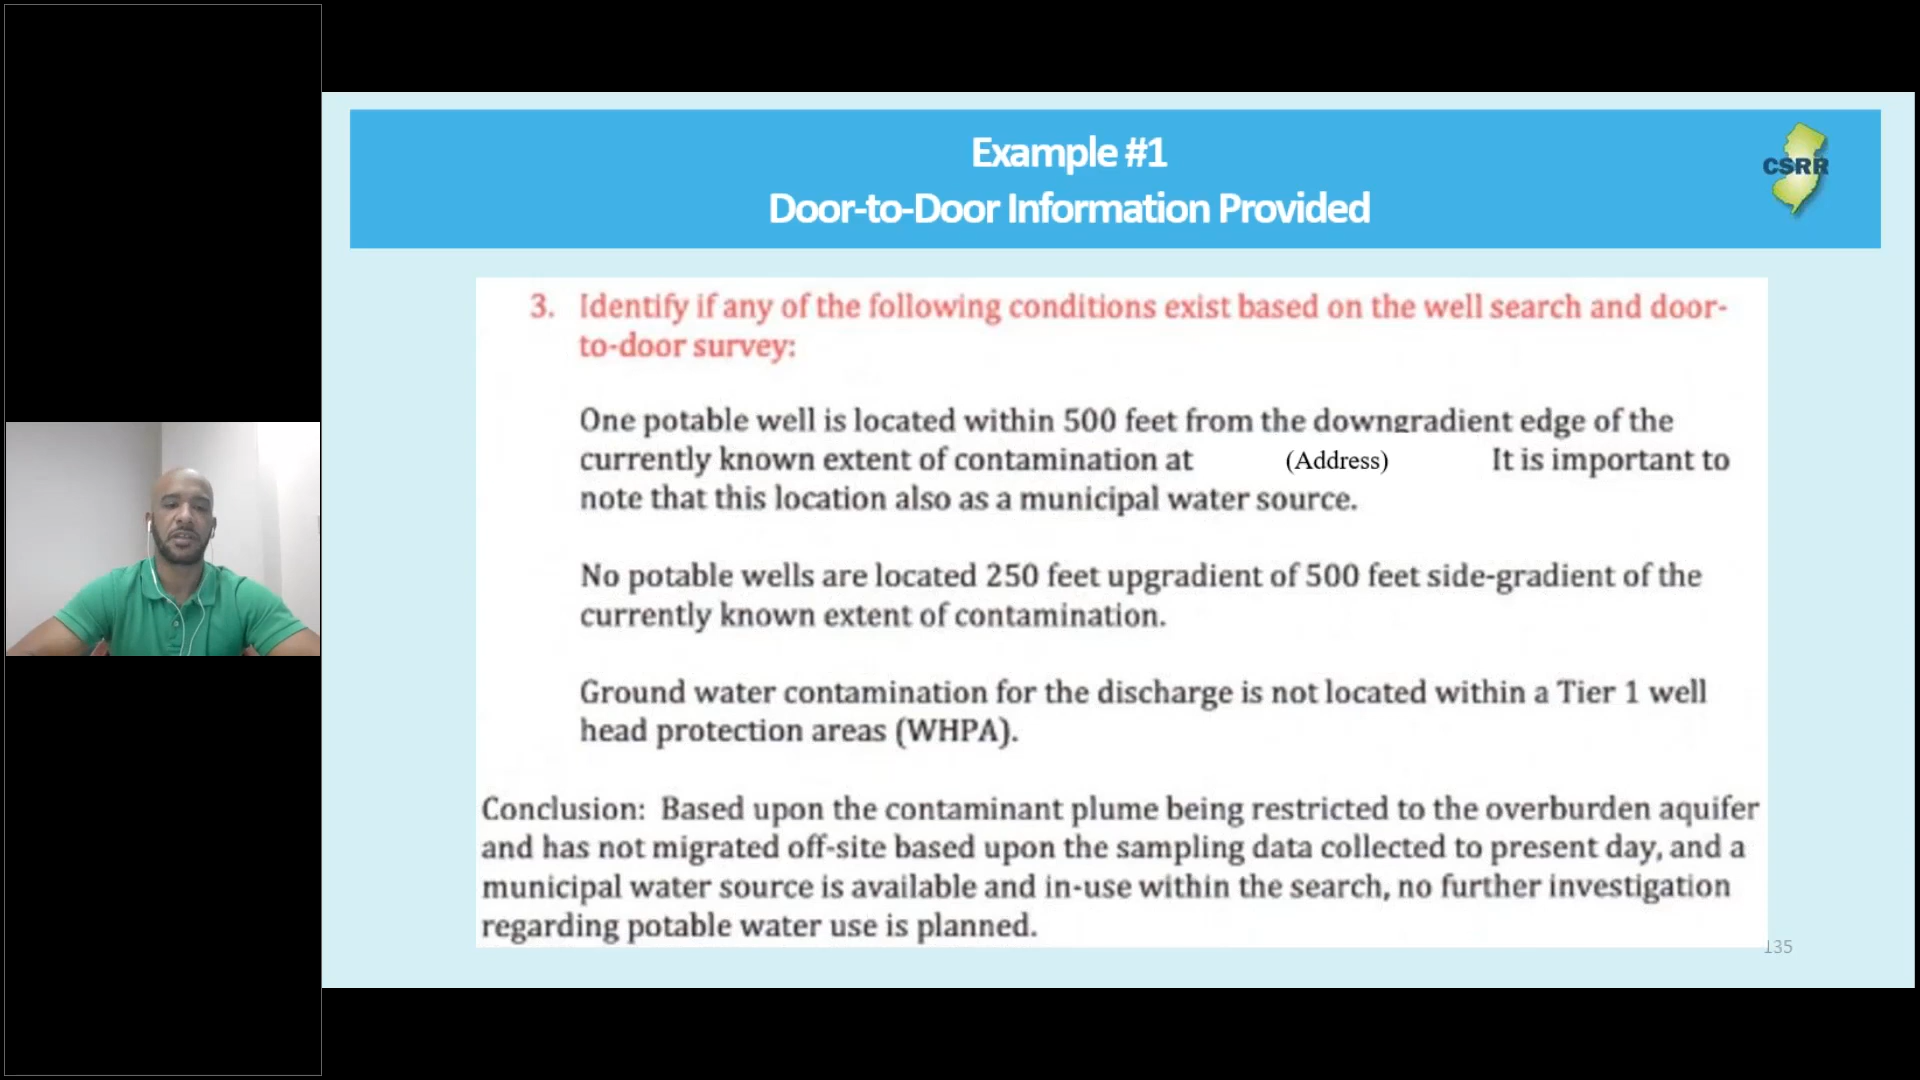 Example #1
Door-to-Door Information Provided
CSRR
3. Identify if any of the following conditions exist based on the well search and door-
to-door survey:
One potable well is located within 500 feet from the downgradient edge of the
currently known extent of contamination at (Address) It is important to
note that this location also as a municipal water source.
No potable wells are located 250 feet upgradient of 500 feet side-gradient of the
currently known extent of contamination.
Ground water contamination for the discharge is not located within a Tier 1 well
head protection areas (WHPA).
Conclusion: Based upon the contaminant plume being restricted to the overburden aquifer
and has not migrated off-site based upon the sampling data collected to present day, and a
municipal water source is available and in-use within the search, no further investigation
regarding potable water use is planned.
135